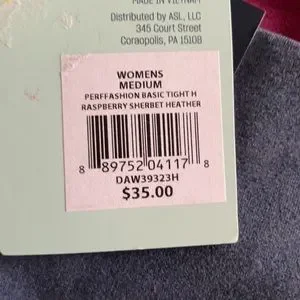 MADE IN VIETNAM
Distributed by ASL, LLC
345 Court Street
Coraopolis, PA 15108
WOMENS
MEDIUM
PERFFASHION BASIC TIGHT H
RASPBERRY SHERBET HEATHER
8 89752 04117 8
DAW39323H
$35.00